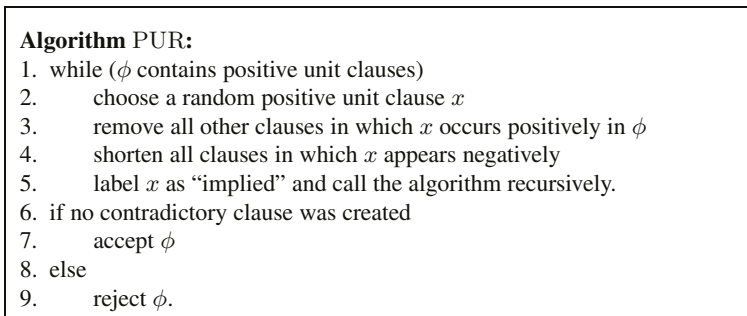 Algorithm PUR:
1. while (ϕ contains positive unit clauses)
2. choose a random positive unit clause x
3. remove all other clauses in which x occurs positively in ϕ
4. shorten all clauses in which x appears negatively
5. label x as “implied” and call the algorithm recursively.
6. if no contradictory clause was created
7. accept ϕ
8. else
9. reject ϕ.